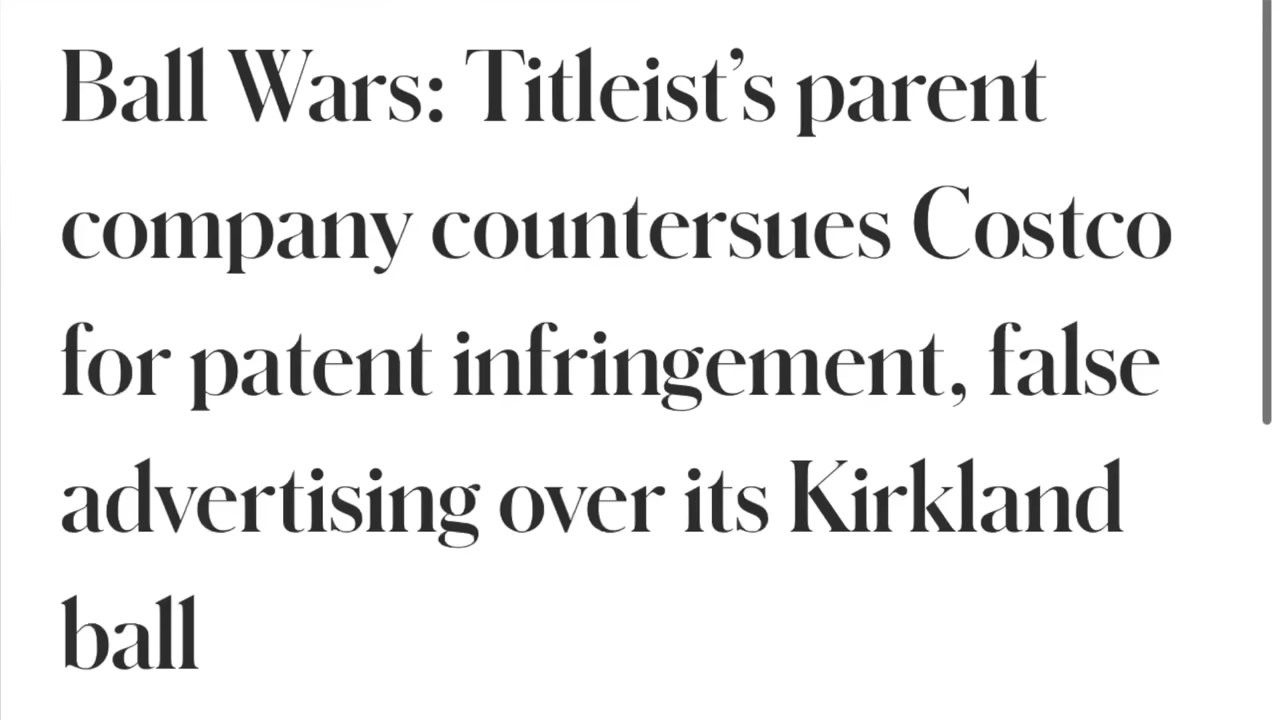 Ball Wars: Titleist’s parent
company countersues Costco
for patent infringement, false
advertising over its Kirkland
ball